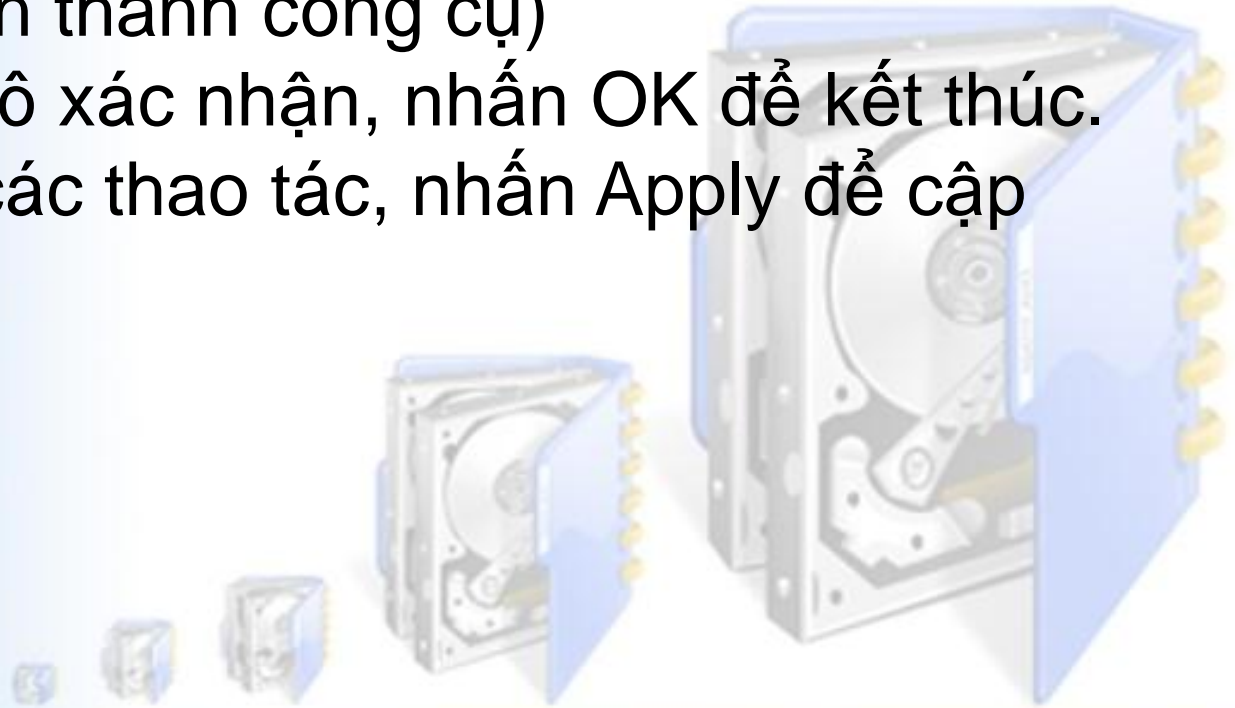 n thanh công cụ)
ô xác nhận, nhấn OK để kết thúc.
các thao tác, nhấn Apply để cập